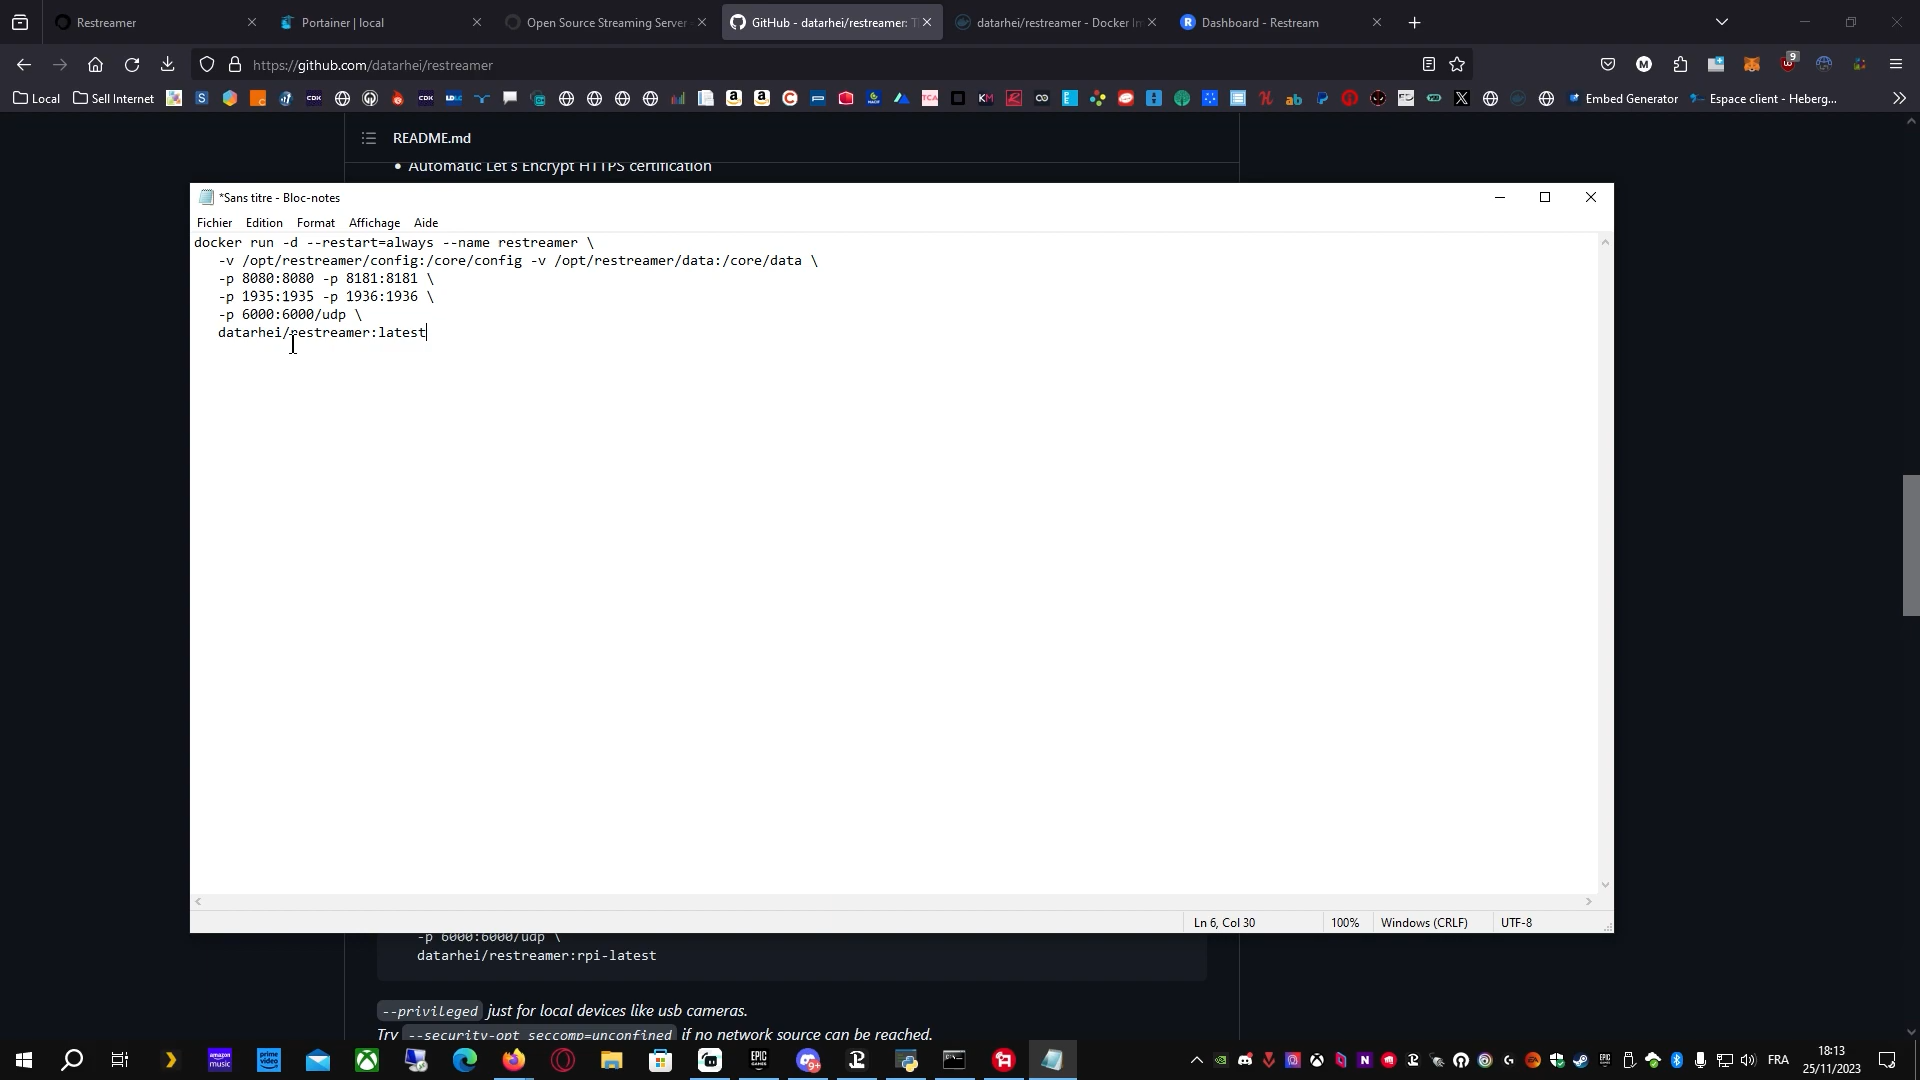 Restreamer
Portainer | local
Open Source Streaming Server
GitHub - datarhei/restreamer: T
datarhei/restreamer - Docker Im
Dashboard - Restream
https://github.com/datarhei/restreamer
M
9
Local
Sell Internet
Embed Generator
Espace client - Heberg...
README.md
Automatic Let's Encrypt HTTPS certification
*Sans titre - Bloc-notes
Fichier Edition Format Affichage Aide
docker run -d --restart=always --name restreamer \
-v /opt/restreamer/config:/core/config -v /opt/restreamer/data:/core/data \
-p 8080:8080 -p 8181:8181 \
-p 1935:1935 -p 1936:1936 \
-p 6000:6000/udp \
datarhei/restreamer:latest
Ln 6, Col 30
100%
Windows (CRLF)
UTF-8
-p 6000:6000/udp \
datarhei/restreamer:rpi-latest
--privileged just for local devices like usb cameras.
Try --security-opt seccomp=unconfined if no network source can be reached.
FRA
18:13
25/11/2023